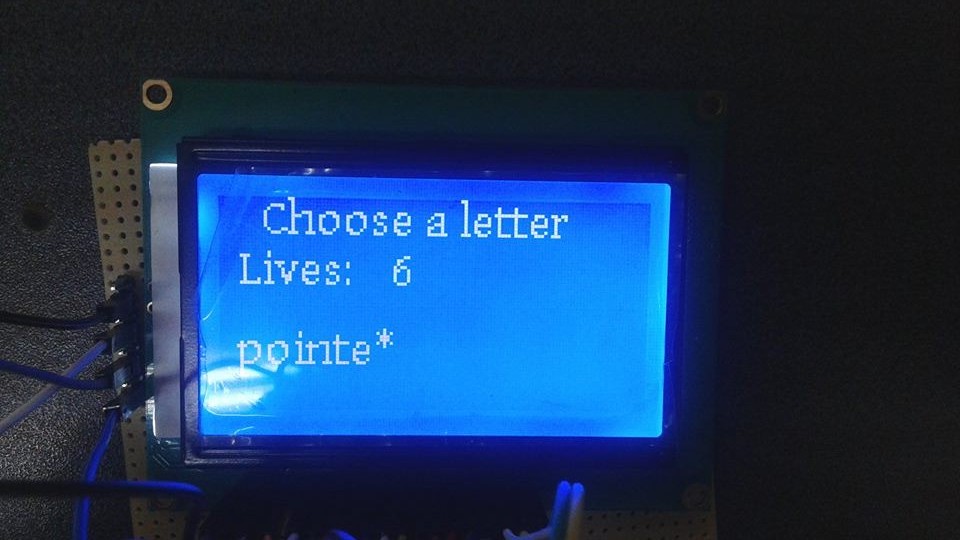 Choose a letter
Lives: 6
pointe*